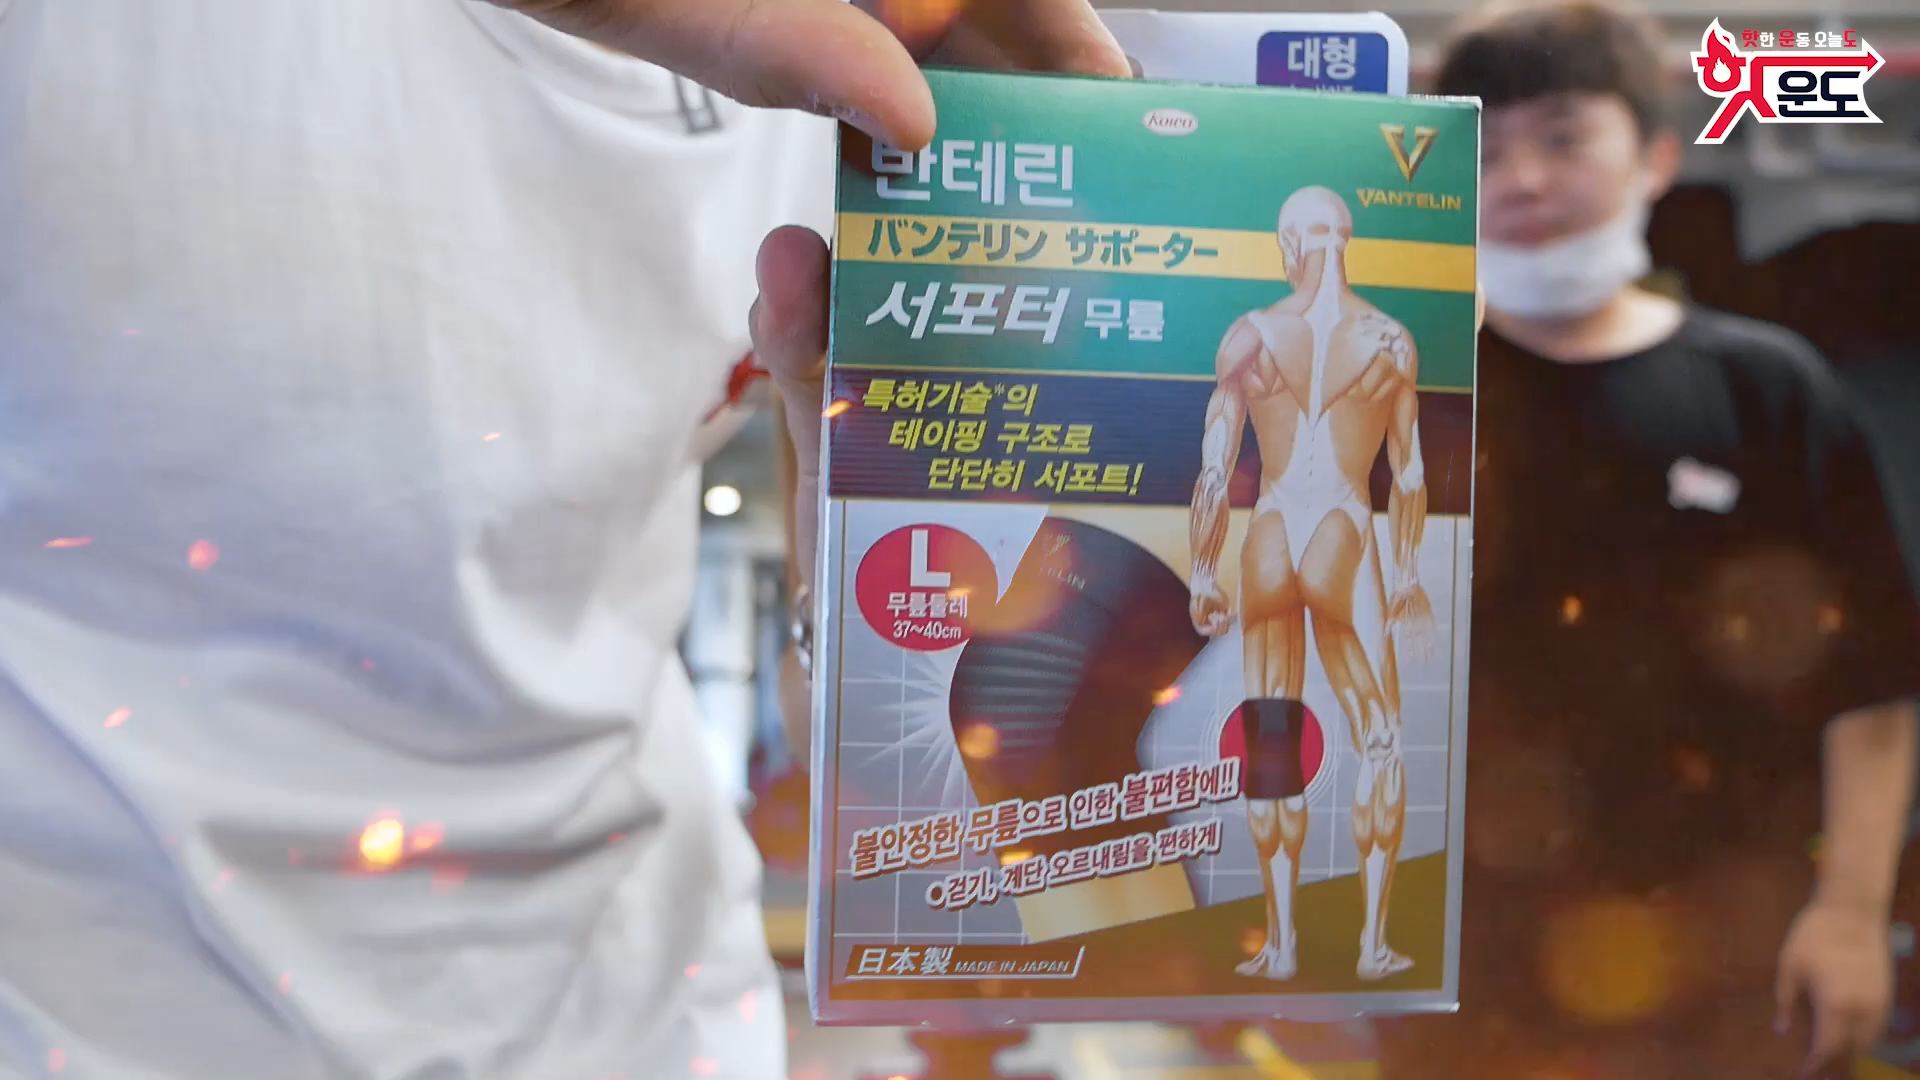 핫한 운동 오늘도
핫운도
대형
Kowa
반테린
VANTELIN
バンテリン サポーター
서포터 무릎
특허기술*의
테이핑 구조로
단단히 서포트!
L
무릎둘레
37~40cm
불안정한 무릎으로 인한 불편함에!!
●걷기, 계단 오르내림을 편하게
日本製 MADE IN JAPAN